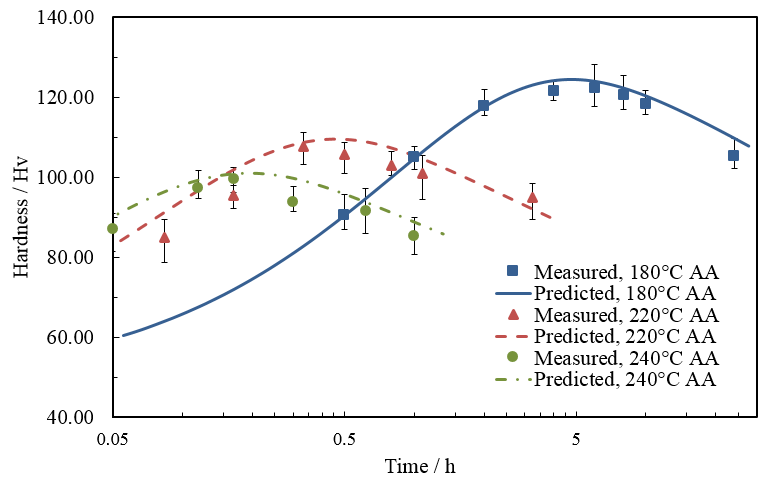 140.00
120.00
100.00
80.00
60.00
40.00
Hardness / Hv
Measured, 180°C AA
Predicted, 180°C AA
Measured, 220°C AA
Predicted, 220°C AA
Measured, 240°C AA
Predicted, 240°C AA
0.05 0.5 5
Time / h